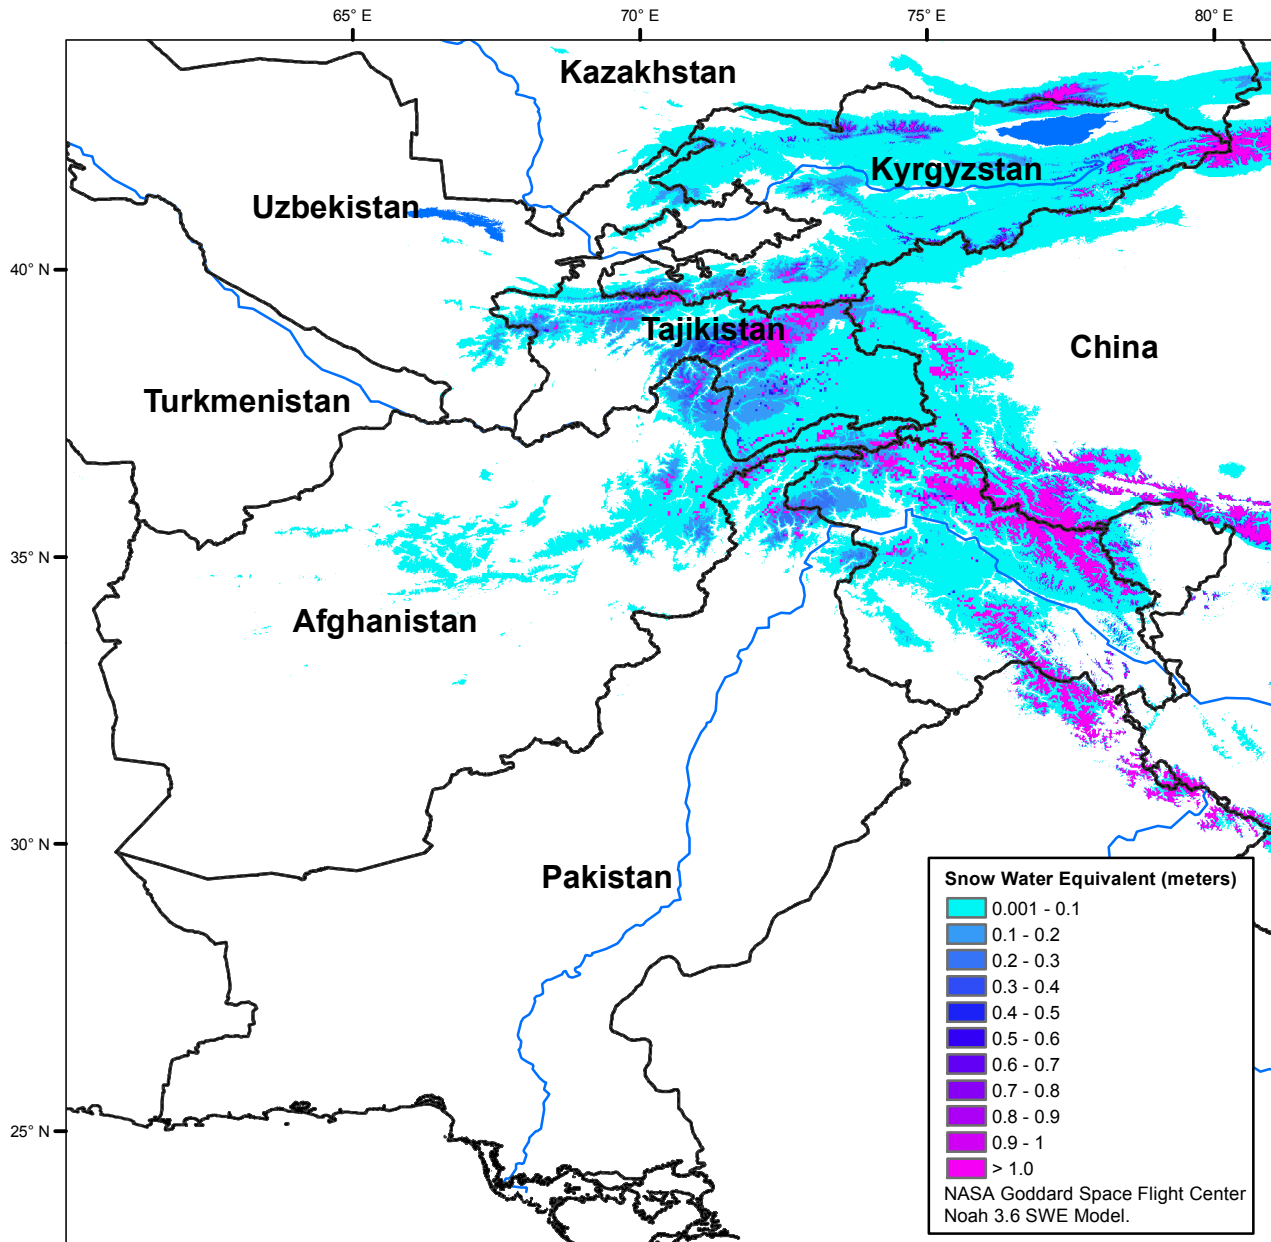 65° E
70° E
75° E
80° E
Kazakhstan
Kyrgyzstan
Uzbekistan
40° N
Tajikistan
China
Turkmenistan
35° N
Afghanistan
30° N
Pakistan
25° N
Snow Water Equivalent (meters)
0.001 - 0.1
0.1 - 0.2
0.2 - 0.3
0.3 - 0.4
0.4 - 0.5
0.5 - 0.6
0.6 - 0.7
0.7 - 0.8
0.8 - 0.9
0.9 - 1
> 1.0
NASA Goddard Space Flight Center
Noah 3.6 SWE Model.